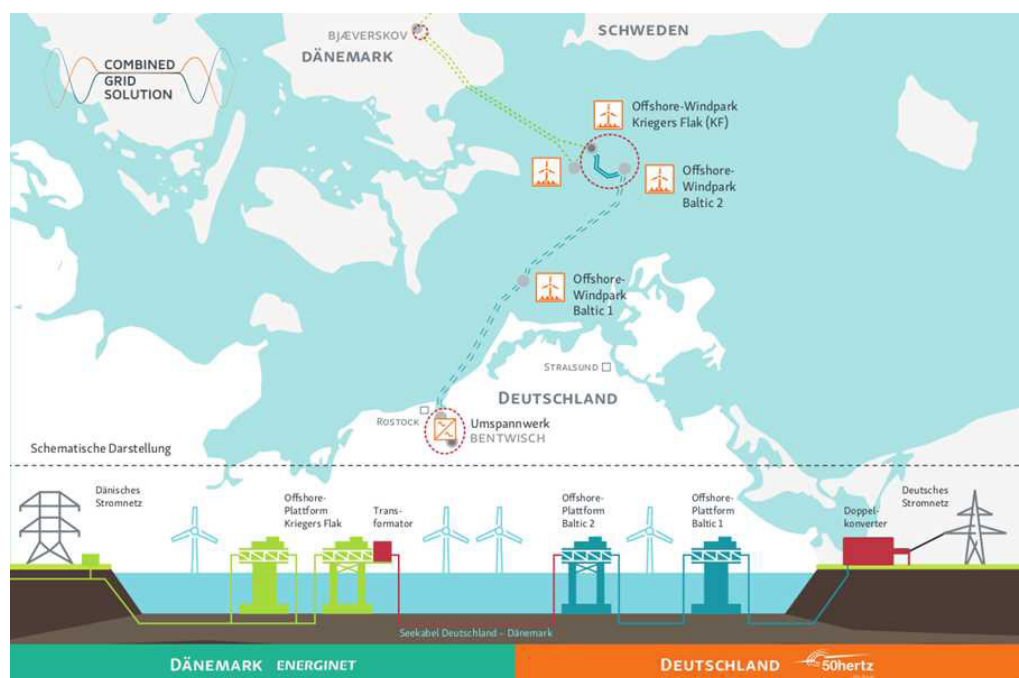 BJÆVERSKOV
DÄNEMARK
SCHWEDEN
COMBINED
GRID
SOLUTION
Offshore-Windpark
Kriegers Flak (KF)
Offshore-
Windpark
Baltic 2
Offshore-
Windpark
Baltic 1
STRALSUND
DEUTSCHLAND
ROSTOCK
Umspannwerk
BENTWISCH
Schematische Darstellung
Dänisches
Stromnetz
Offshore-
Plattform
Kriegers Flak
Trans-
formator
Offshore-
Plattform
Baltic 2
Offshore-
Plattform
Baltic 1
Doppel-
konverter
Deutsches
Stromnetz
Seekabel Deutschland – Dänemark
DÄNEMARK ENERGINET
DEUTSCHLAND 50hertz